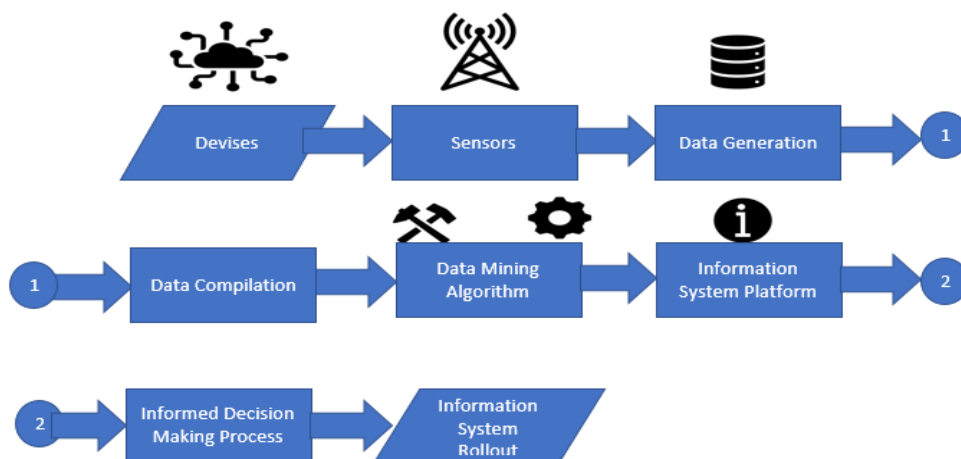 Devises
Sensors
Data Generation
1
1
Data Compilation
Data Mining
Algorithm
Information
System Platform
2
2
Informed Decision
Making Process
Information
System
Rollout